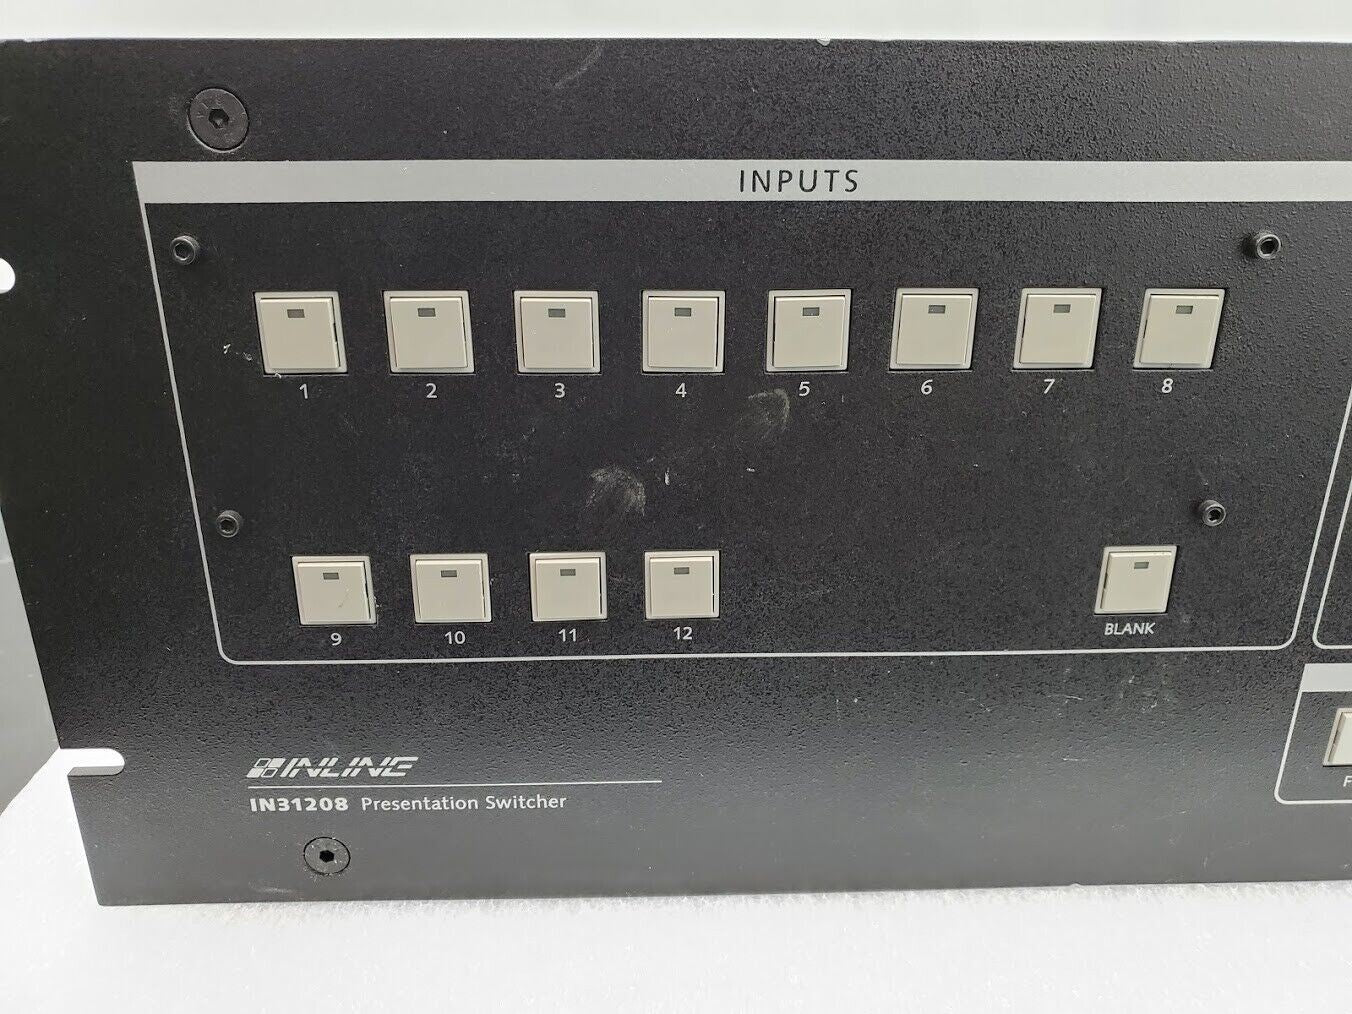 INPUTS
1 2 3 4 5 6 7 8
9 10 11 12
BLANK
INLINE
IN31208 Presentation Switcher